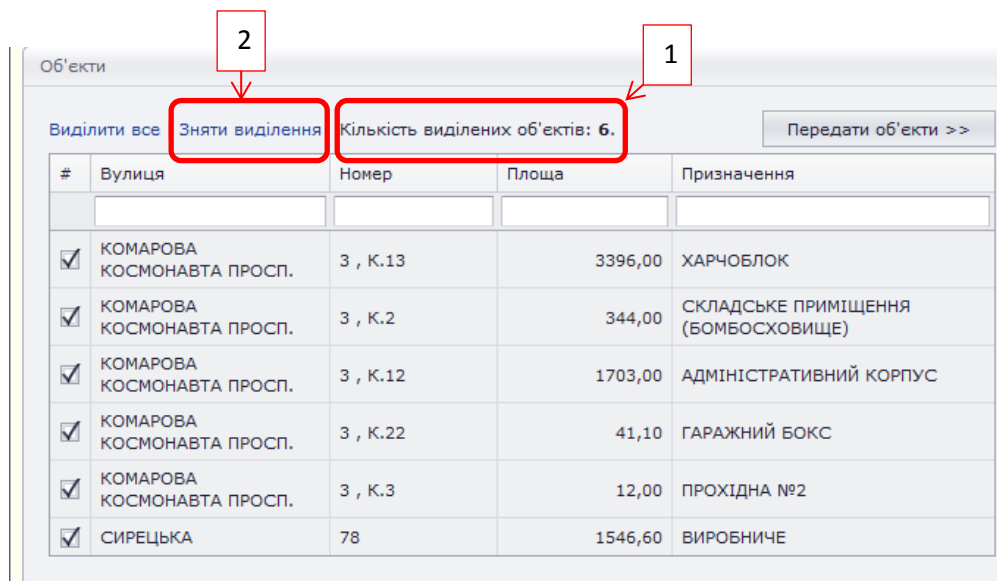 2
1
Об'єкти
Виділити все Зняти виділення Кількість виділених об'єктів: 6. Передати об'єкти >>
# Вулиця Номер Площа Призначення
КОМАРОВА
КОСМОНАВТА ПРОСП. 3 , К.13 3396,00 ХАРЧОБЛОК
КОМАРОВА
КОСМОНАВТА ПРОСП. 3 , К.2 344,00 СКЛАДСЬКЕ ПРИМІЩЕННЯ
(БОМБОСХОВИЩЕ)
КОМАРОВА
КОСМОНАВТА ПРОСП. 3 , К.12 1703,00 АДМІНІСТРАТИВНИЙ КОРПУС
КОМАРОВА
КОСМОНАВТА ПРОСП. 3 , К.22 41,10 ГАРАЖНИЙ БОКС
КОМАРОВА
КОСМОНАВТА ПРОСП. 3 , К.3 12,00 ПРОХІДНА №2
СИРЕЦЬКА 78 1546,60 ВИРОБНИЧЕ